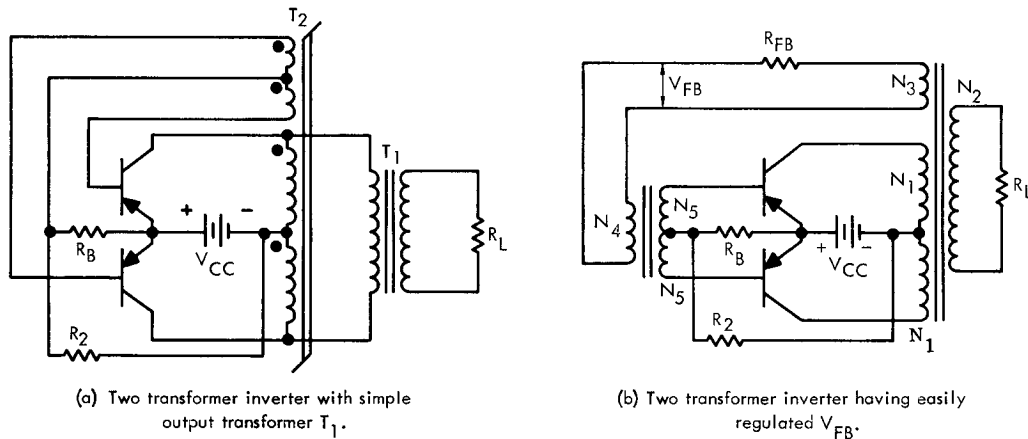 T2
T1
RB
+
-
VCC
RL
R2
(a) Two transformer inverter with simple
output transformer T1.
RFB
VFB
N3
N2
N1
N5
N4
RB
+
-
VCC
RL
N5
R2
N1
(b) Two transformer inverter having easily
regulated VFB.